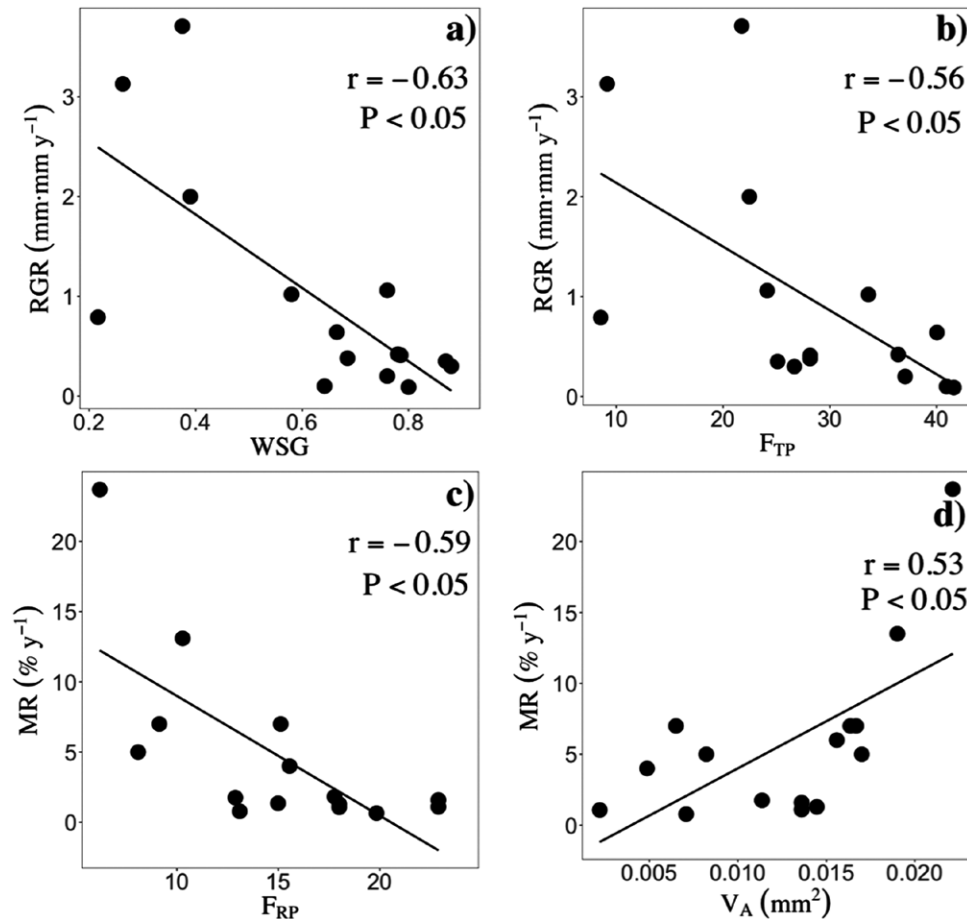 a)
r = −0.63
P < 0.05
3
2
1
0
RGR (mm·mm y⁻¹)
0.2 0.4 0.6 0.8
WSG
b)
r = −0.56
P < 0.05
3
2
1
0
RGR (mm·mm y⁻¹)
10 20 30 40
F_TP
c)
r = −0.59
P < 0.05
20
15
10
5
0
MR (% y⁻¹)
10 15 20
F_RP
d)
r = 0.53
P < 0.05
20
15
10
5
0
MR (% y⁻¹)
0.005 0.010 0.015 0.020
V_A (mm²)